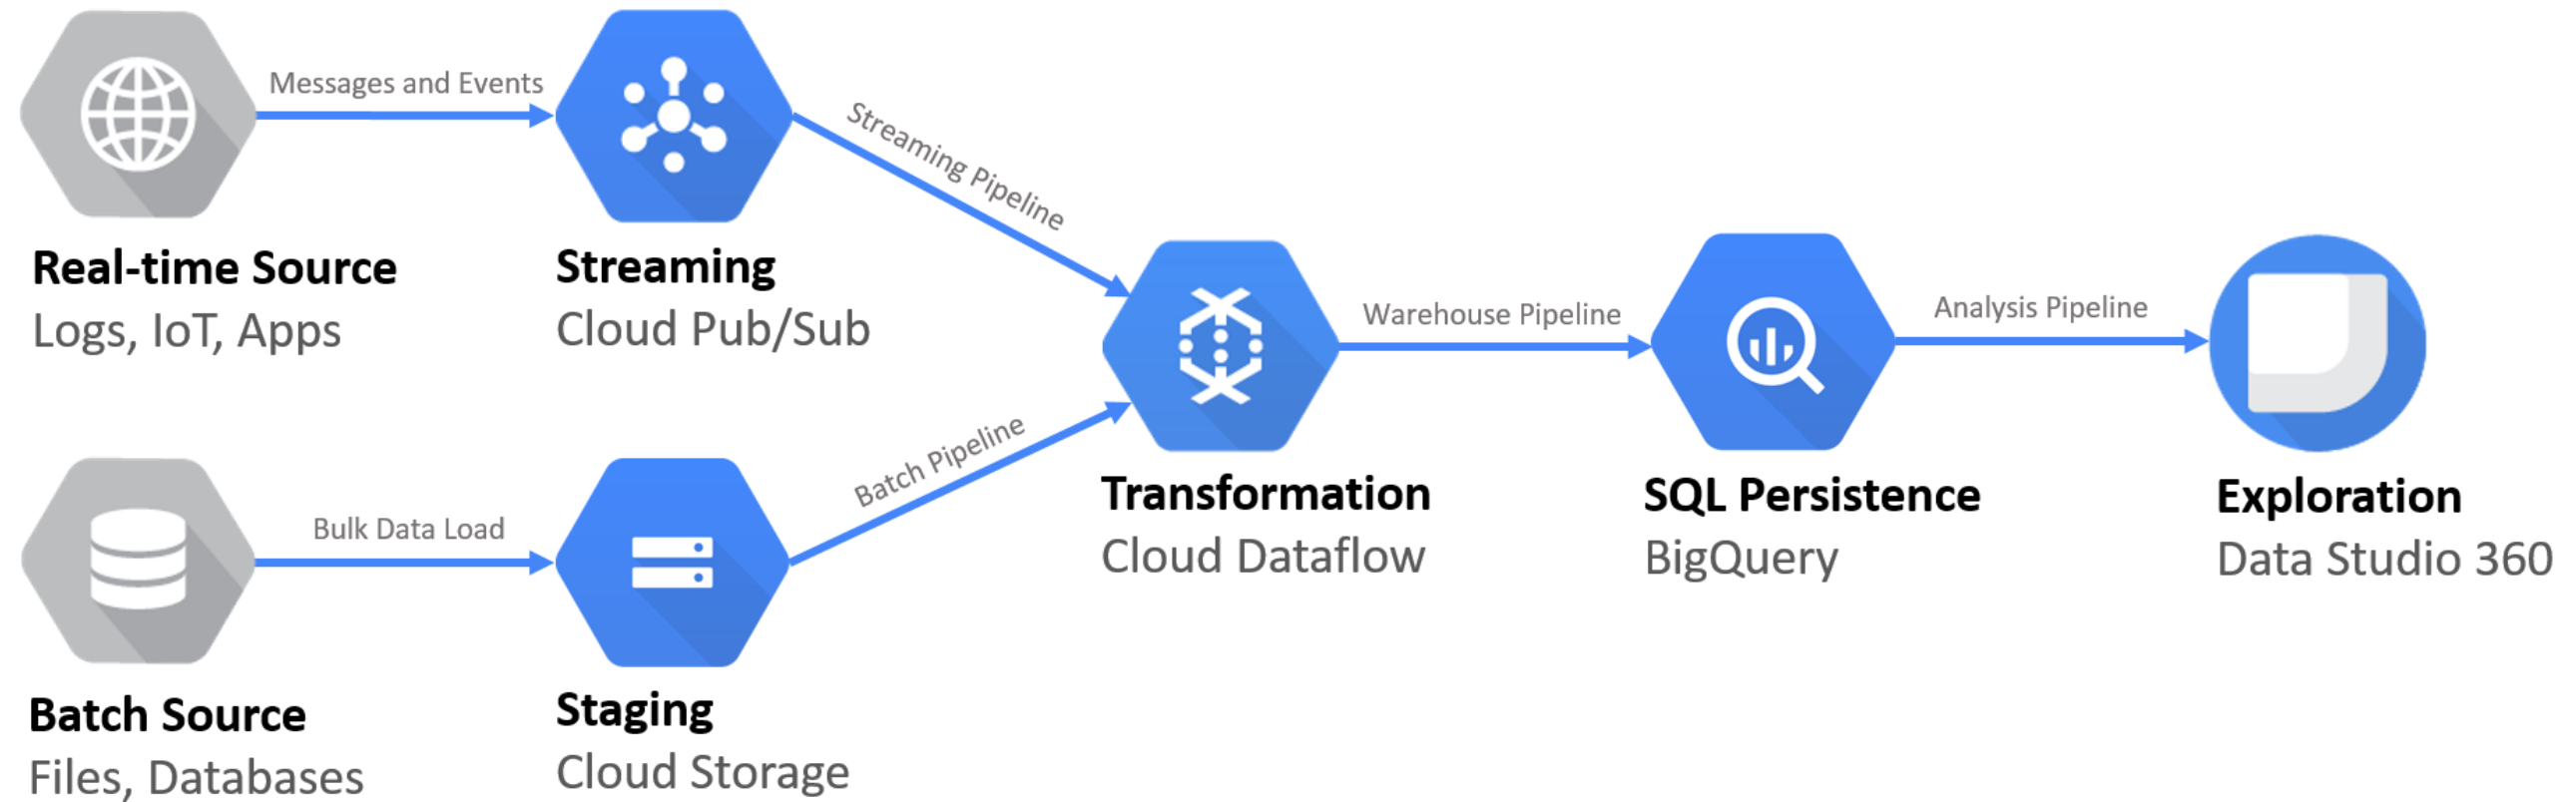 Messages and Events
Real-time Source
Logs, IoT, Apps
Streaming
Cloud Pub/Sub
Streaming Pipeline
Bulk Data Load
Batch Source
Files, Databases
Staging
Cloud Storage
Batch Pipeline
Transformation
Cloud Dataflow
Warehouse Pipeline
SQL Persistence
BigQuery
Analysis Pipeline
Exploration
Data Studio 360